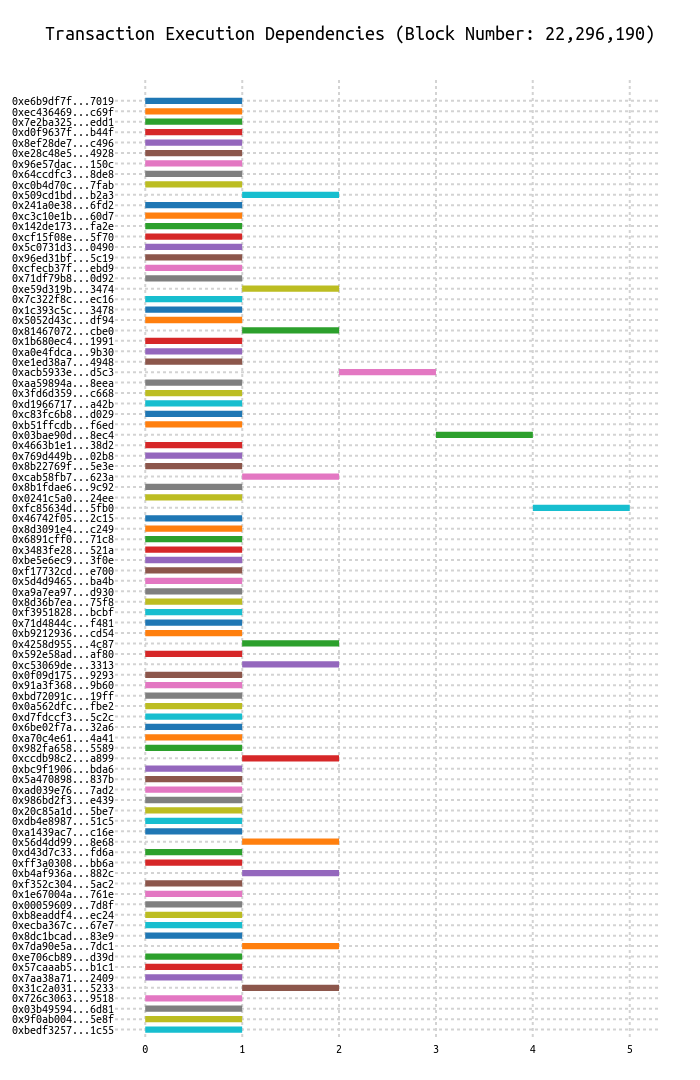 Transaction Execution Dependencies (Block Number: 22,296,190)
0xe6b9df7f...7019
0xec436469...c69f
0x7e2ba325...edd1
0xd0f9637f...b44f
0x8ef28de7...c496
0xe28c48e5...4928
0x96e57dac...150c
0x64ccdfc3...8de8
0xc0b4d70c...7fab
0x509cd1bd...b2a3
0x241a0e38...6fd2
0xc3c10e1b...60d7
0x142de173...fa2e
0xcf15f08e...5f70
0x5c0731d3...0490
0x96ed31bf...5c19
0xcfecb37f...ebd9
0x71df79b8...0d92
0xe59d319b...3474
0x7c322f8c...ec16
0x1c393c5c...3478
0x5052d43c...df94
0x81467072...cbe0
0x1b680ec4...1991
0xa0e4fdca...9b30
0xe1ed38a7...4948
0xacb5933e...d5c3
0xaa59894a...8eea
0x3fd6d359...c668
0xd1966717...a42b
0xc83fc6b8...d029
0xb51ffcdb...f6ed
0x03bae90d...8ec4
0x4663b1e1...38d2
0x769d449b...02b8
0x8b22769f...5e3e
0xcab58fb7...623a
0x8b1fdae6...9c92
0x0241c5a0...24ee
0xfc85634d...5fb0
0x46742f05...2c15
0x8d3091e4...c249
0x6891cff0...71c8
0x3483fe28...521a
0xbe5e6ec9...3f0e
0xf17732cd...e700
0x5d4d9465...ba4b
0xa9a7ea97...d930
0x8d36b7ea...75f8
0xf3951828...bcbf
0x71d4844c...f481
0xb9212936...cd54
0x4258d955...4c87
0x592e58ad...af80
0xc53069de...3313
0x0f09d175...9293
0x91a3f368...9b60
0xbd72091c...19ff
0x0a562dfc...fbe2
0xd7fdccf3...5c2c
0x6be02f7a...32a6
0xa70c4e61...4a41
0x982fa658...5589
0xccdb98c2...a899
0xbc9f1906...bda6
0x5a470898...837b
0xad039e76...7ad2
0x986bd2f3...e439
0x20c85a1d...5be7
0xdb4e8987...51c5
0xa1439ac7...c16e
0x56d4dd99...8e68
0xd43d7c33...fd6a
0xff3a0308...bb6a
0xb4af936a...882c
0xf352c304...5ac2
0x1e67004a...761e
0x00059609...7d8f
0xb8eaddf4...ec24
0xecba367c...67e7
0x8dc1bcad...83e9
0x7da90e5a...7dc1
0xe706cb89...d39d
0x57caaab5...b1c1
0x7aa38a71...2409
0x31c2a031...5233
0x726c3063...9518
0x03b49594...6d81
0x9f0ab004...5e8f
0xbedf3257...1c55
0 1 2 3 4 5